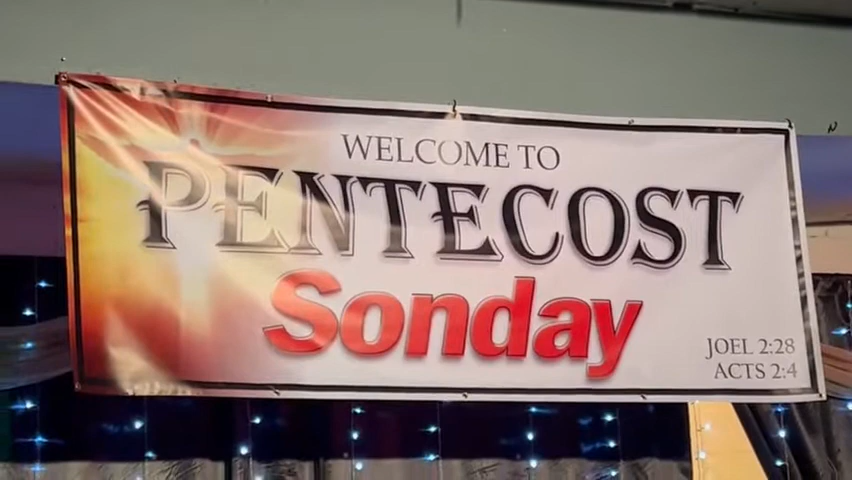 WELCOME TO
PENTECOST
Sonday
JOEL 2:28
ACTS 2:4